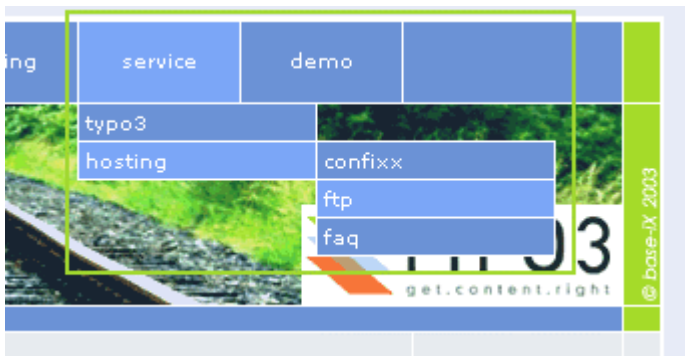 ing service demo
typo3
hosting confixx
ftp
faq
get.content.right
© base-iX 2003